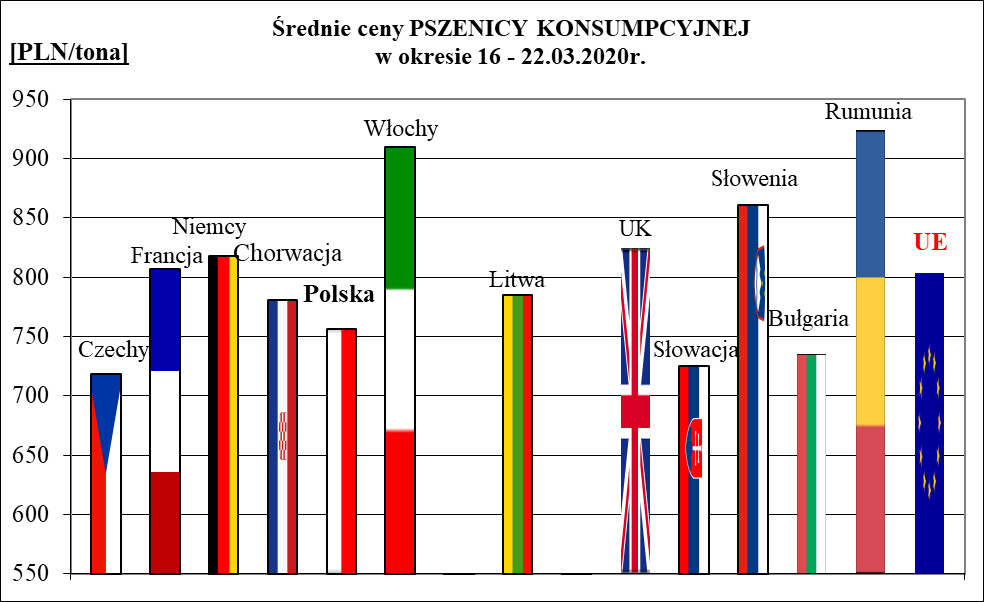 Średnie ceny PSZENICY KONSUMPCYJNEJ
w okresie 16 - 22.03.2020r.
[PLN/tona]
950
900
850
800
750
700
650
600
550
Czechy
Francja
Niemcy
Chorwacja
Polska
Włochy
Litwa
UK
Słowacja
Słowenia
Bułgaria
Rumunia
UE